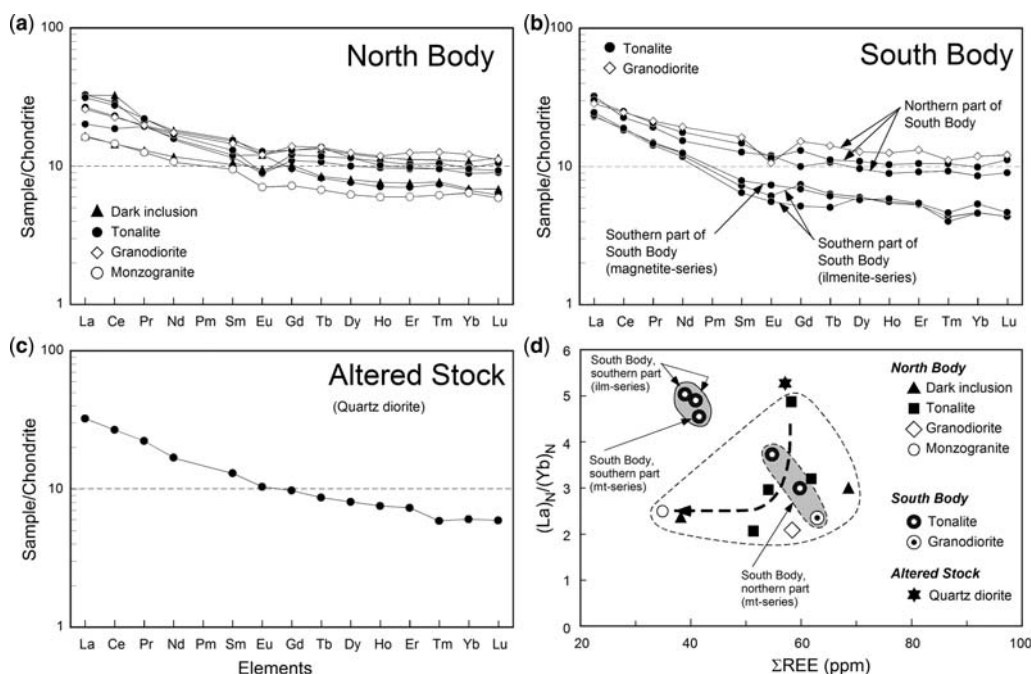 (a)
North Body
100
10
1
Sample/Chondrite
Dark inclusion
Tonalite
Granodiorite
Monzogranite
La Ce Pr Nd Pm Sm Eu Gd Tb Dy Ho Er Tm Yb Lu
(b)
South Body
100
10
1
Sample/Chondrite
Tonalite
Granodiorite
Northern part of
South Body
Southern part of
South Body
(magnetite-series)
Southern part of
South Body
(ilmenite-series)
La Ce Pr Nd Pm Sm Eu Gd Tb Dy Ho Er Tm Yb Lu
(c)
Altered Stock
(Quartz diorite)
100
10
1
Sample/Chondrite
La Ce Pr Nd Pm Sm Eu Gd Tb Dy Ho Er Tm Yb Lu
Elements
(d)
6
5
4
3
2
1
0
(La)N/(Yb)N
South Body,
southern part
(ilm-series)
South Body,
southern part
(mt-series)
South Body,
northern part
(mt-series)
North Body
Dark inclusion
Tonalite
Granodiorite
Monzogranite
South Body
Tonalite
Granodiorite
Altered Stock
Quartz diorite
20 40 60 80 100
ΣREE (ppm)